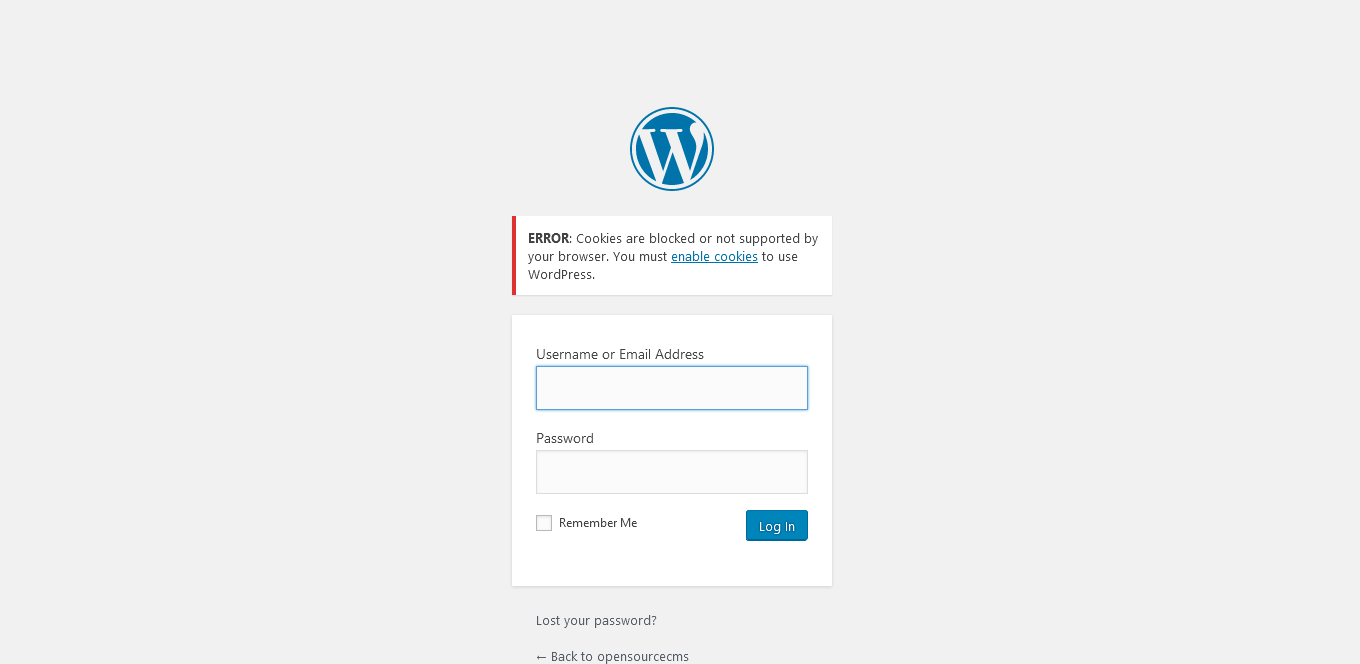 ERROR: Cookies are blocked or not supported by
your browser. You must enable cookies to use
WordPress.
Username or Email Address
Password
Remember Me
Log In
Lost your password?
← Back to opensourcecms